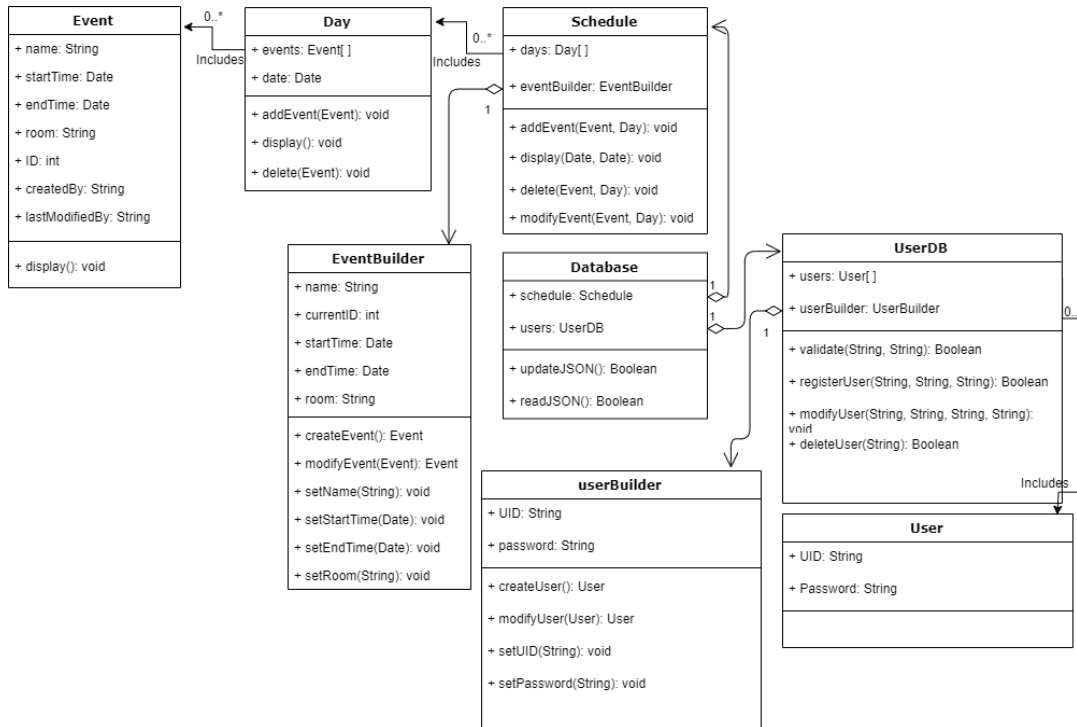 Event
+ name: String
+ startTime: Date
+ endTime: Date
+ room: String
+ ID: int
+ createdBy: String
+ lastModifiedBy: String
+ display(): void
0..*
Includes
Day
+ events: Event[ ]
+ date: Date
+ addEvent(Event): void
+ display(): void
+ delete(Event): void
0..*
Includes
Schedule
+ days: Day[ ]
+ eventBuilder: EventBuilder
1
+ addEvent(Event, Day): void
+ display(Date, Date): void
+ delete(Event, Day): void
+ modifyEvent(Event, Day): void
EventBuilder
+ name: String
+ currentID: int
+ startTime: Date
+ endTime: Date
+ room: String
+ createEvent(): Event
+ modifyEvent(Event): Event
+ setName(String): void
+ setStartTime(Date): void
+ setEndTime(Date): void
+ setRoom(String): void
Database
+ schedule: Schedule
1
+ users: UserDB
1
+ updateJSON(): Boolean
+ readJSON(): Boolean
UserDB
+ users: User[ ]
+ userBuilder: UserBuilder
1
0..
+ validate(String, String): Boolean
+ registerUser(String, String, String): Boolean
+ modifyUser(String, String, String, String):
void
+ deleteUser(String): Boolean
Includes
userBuilder
+ UID: String
+ password: String
+ createUser(): User
+ modifyUser(User): User
+ setUID(String): void
+ setPassword(String): void
User
+ UID: String
+ Password: String